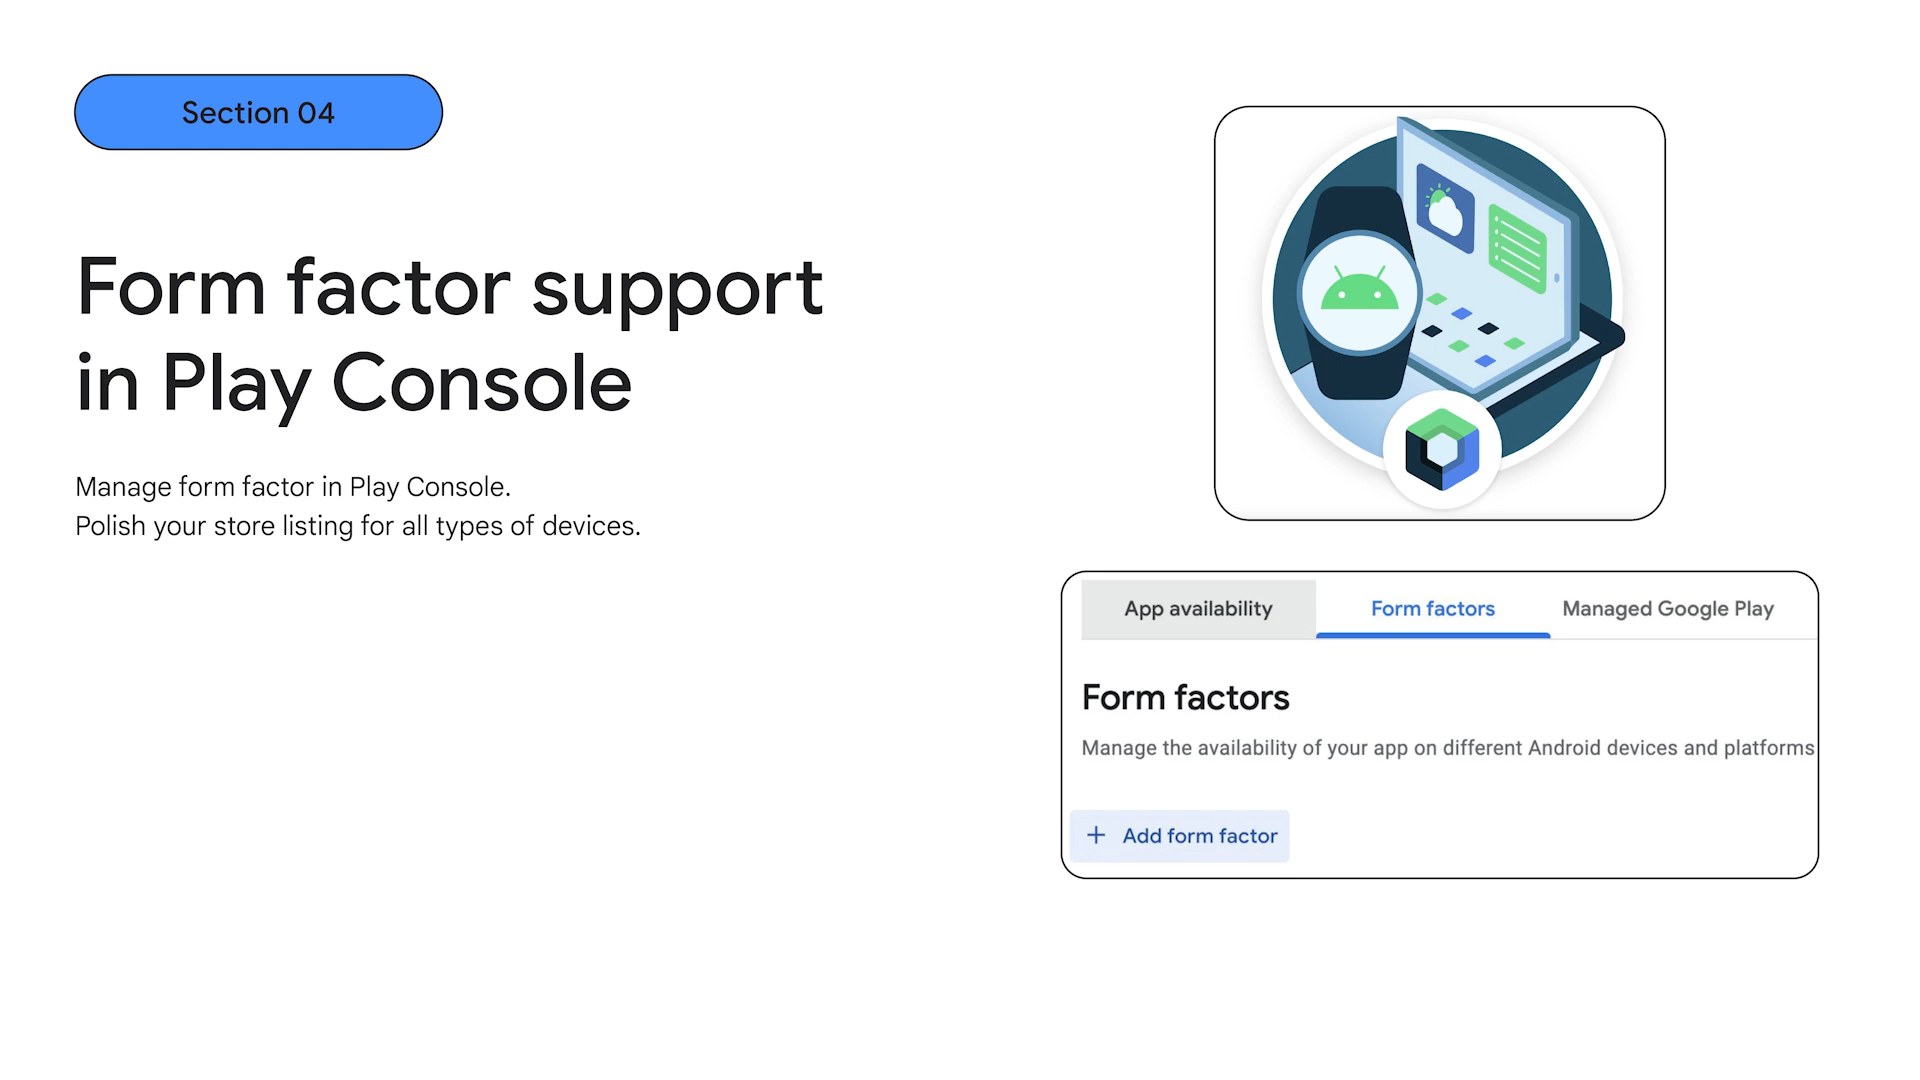 Section 04
Form factor support
in Play Console
Manage form factor in Play Console.
Polish your store listing for all types of devices.
App availability
Form factors
Managed Google Play
Form factors
Manage the availability of your app on different Android devices and platforms
+ Add form factor